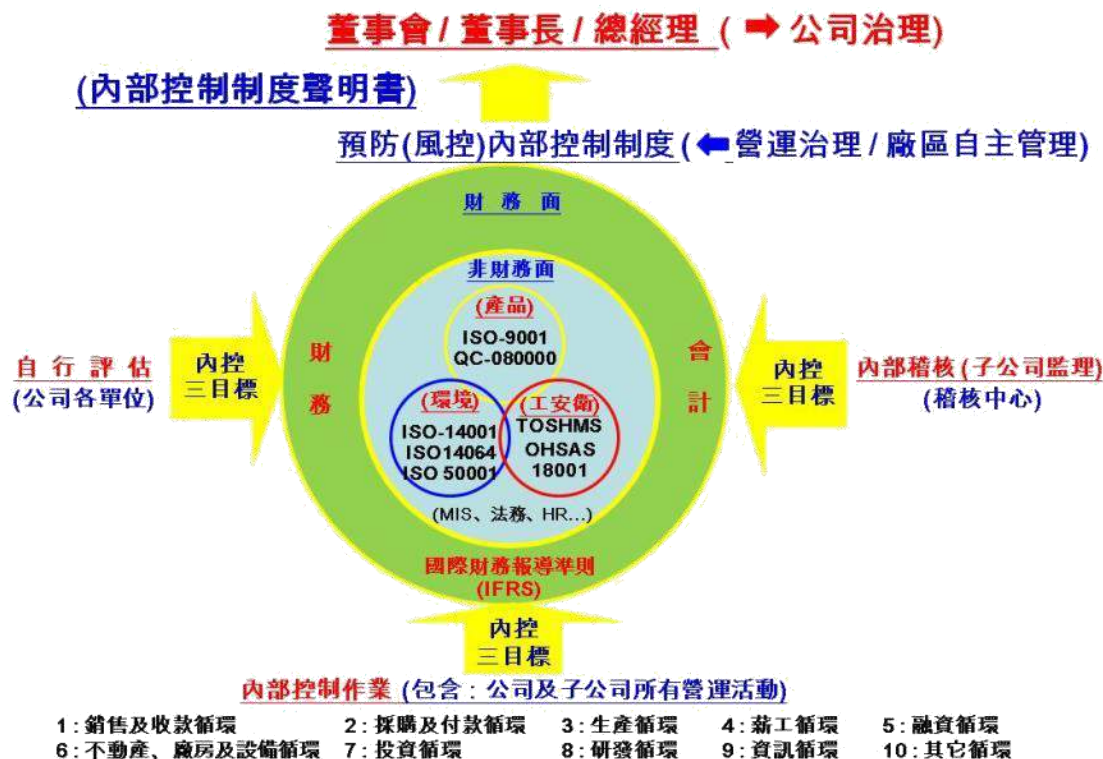 董事會 / 董事長 / 總經理 ( ➡ 公司治理)
(內部控制制度聲明書)
預防(風控)內部控制制度 (⬅ 營運治理 / 廠區自主管理)
財 務 面
非財務面
(產品)
ISO-9001
QC-080000
財務
會計
自 行 評 估
(公司各單位)
內控
三目標
內控
三目標
內部稽核 (子公司監理)
(稽核中心)
(環境)
ISO-14001
ISO14064
ISO 50001
(工安衛)
TOSHMS
OHSAS
18001
(MIS、法務、HR...)
國際財務報導準則
(IFRS)
內控
三目標
內部控制作業 (包含 : 公司及子公司所有營運活動)
1 : 銷售及收款循環 2 : 採購及付款循環 3 : 生產循環 4 : 薪工循環 5 : 融資循環
6 : 不動產、廠房及設備循環 7 : 投資循環 8 : 研發循環 9 : 資訊循環 10 : 其它循環